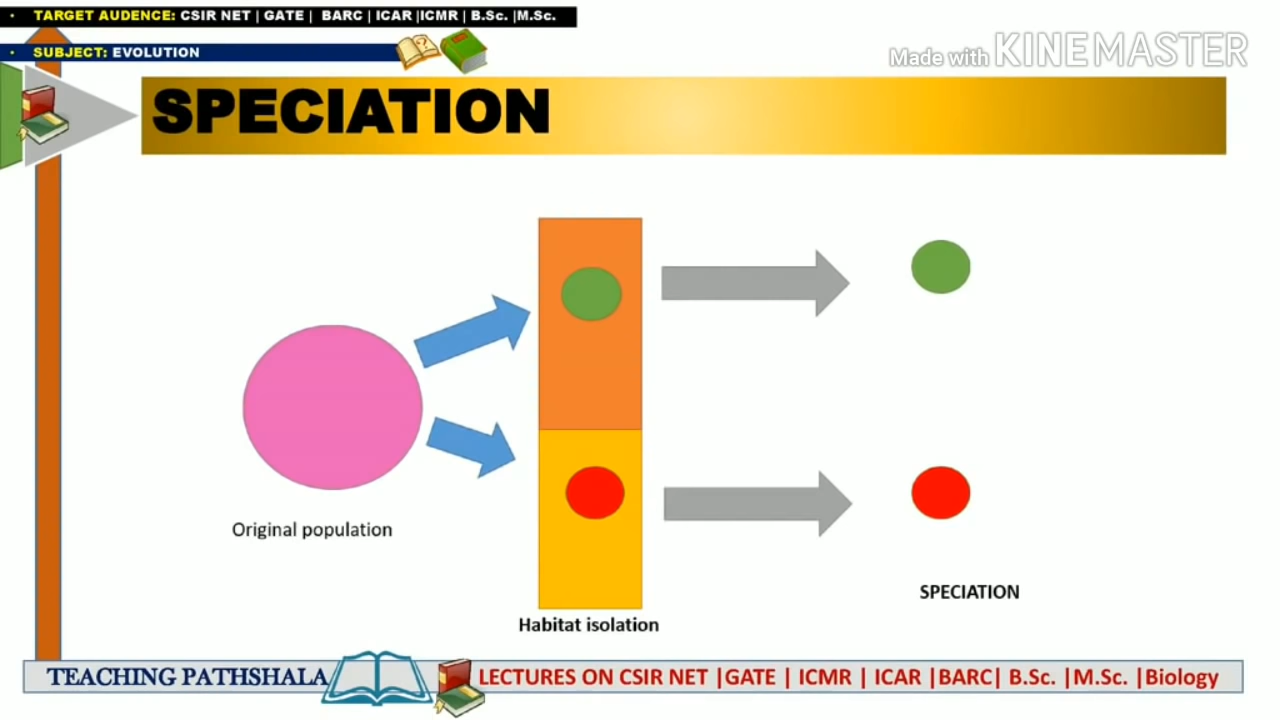 • TARGET AUDENCE: CSIR NET | GATE | BARC | ICAR |ICMR | B.Sc. |M.Sc.
• SUBJECT: EVOLUTION
Made with KINEMASTER
SPECIATION
Original population
Habitat isolation
SPECIATION
TEACHING PATHSHALA
LECTURES ON CSIR NET |GATE | ICMR | ICAR |BARC| B.Sc. |M.Sc. |Biology